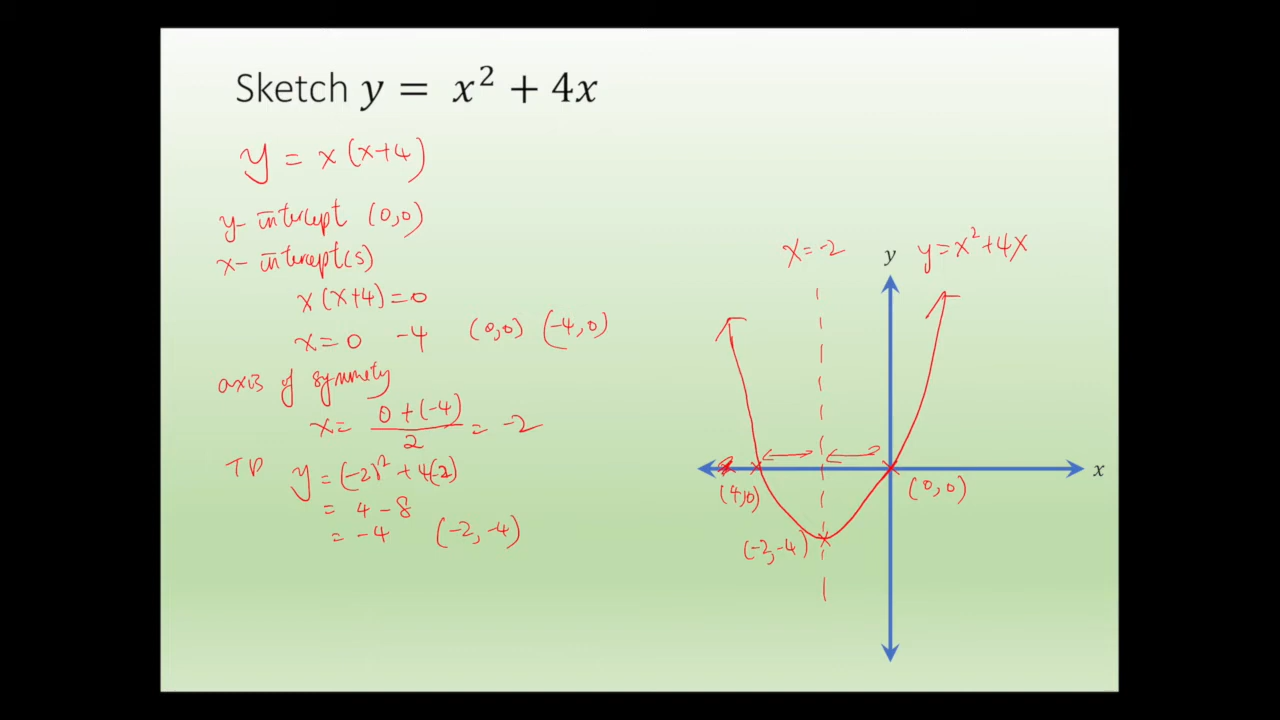 Sketch y = x² + 4x
y = x(x+4)
y-intercept (0,0)
x-intercept(s)
x(x+4)=0
x=0 -4 (0,0) (-4,0)
axis of symmety
x= 0+(-4)/2 = -2
TP y = (-2)² + 4(-2)
= 4 - 8
= -4 (-2,-4)
x=-2
y
y=x²+4x
x
(4,0)
(0,0)
(-2,-4)